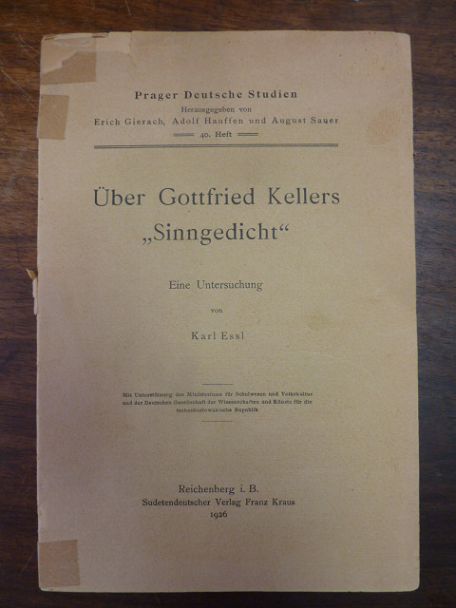 Prager Deutsche Studien
Herausgegeben von
Erich Gierach, Adolf Hauffen und August Sauer
40. Heft
Über Gottfried Kellers
„Sinngedicht“
Eine Untersuchung
von
Karl Essl
Mit Unterstützung des Ministeriums für Schulwesen und Volkskultur
und der Deutschen Gesellschaft der Wissenschaften und Künste für die
tschechoslowakische Republik
Reichenberg i. B.
Sudetendeutscher Verlag Franz Kraus
1926